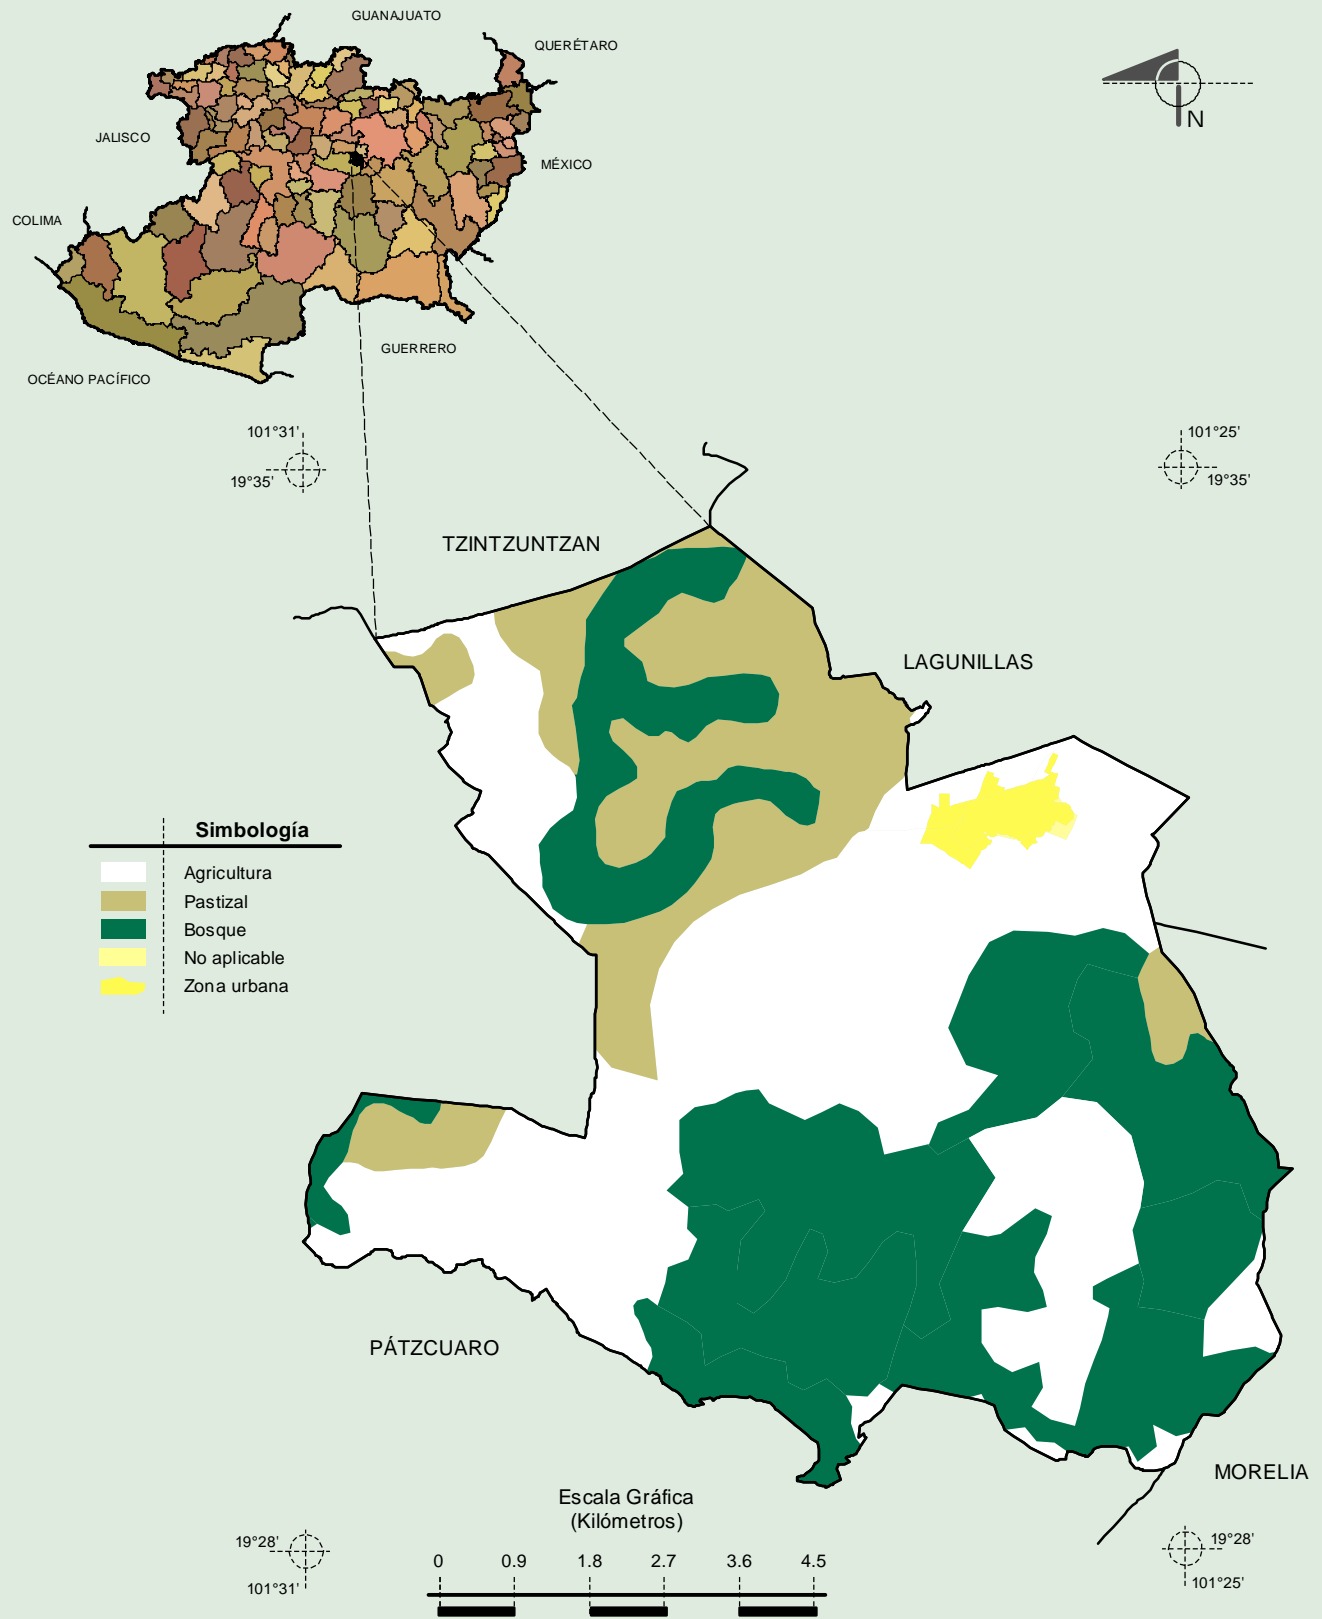 GUANAJUATO
QUERÉTARO
JALISCO
MÉXICO
COLIMA
GUERRERO
OCÉANO PACÍFICO
N
101°31'
19°35'
101°25'
19°35'
TZINTZUNTZAN
LAGUNILLAS
Simbología
Agricultura
Pastizal
Bosque
No aplicable
Zona urbana
PÁTZCUARO
MORELIA
Escala Gráfica
(Kilómetros)
0 0.9 1.8 2.7 3.6 4.5
19°28'
101°31'
19°28'
101°25'